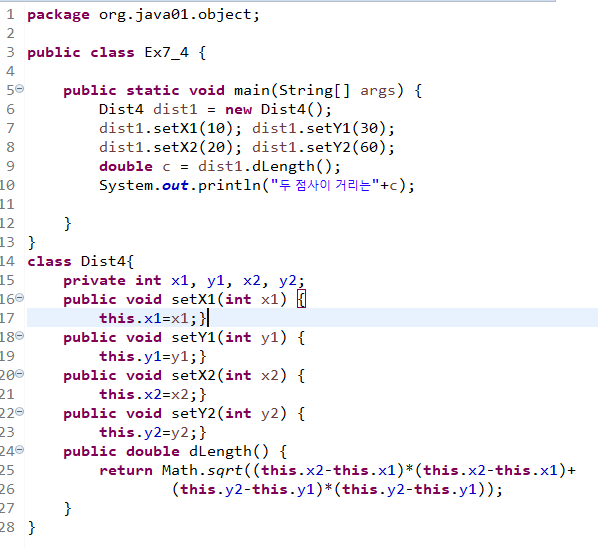 1 package org.java01.object;
2
3 public class Ex7_4 {
4
5 public static void main(String[] args) {
6 Dist4 dist1 = new Dist4();
7 dist1.setX1(10); dist1.setY1(30);
8 dist1.setX2(20); dist1.setY2(60);
9 double c = dist1.dLength();
10 System.out.println("두 점사이 거리는"+c);
11
12 }
13 }
14 class Dist4{
15 private int x1, y1, x2, y2;
16 public void setX1(int x1) {
17 this.x1=x1;}
18 public void setY1(int y1) {
19 this.y1=y1;}
20 public void setX2(int x2) {
21 this.x2=x2;}
22 public void setY2(int y2) {
23 this.y2=y2;}
24 public double dLength() {
25 return Math.sqrt((this.x2-this.x1)*(this.x2-this.x1)+
26 (this.y2-this.y1)*(this.y2-this.y1));
27 }
28 }